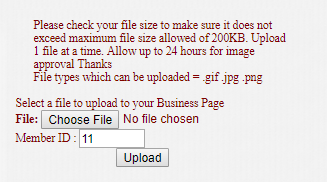 Please check your file size to make sure it does not
exceed maximum file size allowed of 200KB. Upload
1 file at a time. Allow up to 24 hours for image
approval Thanks
File types which can be uploaded = .gif .jpg .png
Select a file to upload to your Business Page
File: Choose File No file chosen
Member ID : 11
Upload